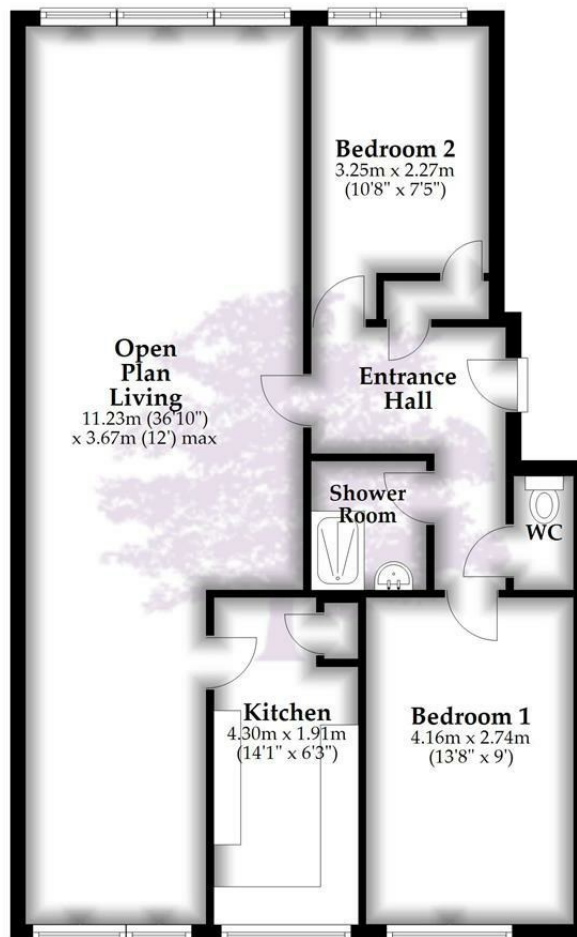 Bedroom 2
3.25m x 2.27m
(10'8" x 7'5")
Open
Plan
Living
11.23m (36'10")
x 3.67m (12') max
Entrance
Hall
Shower
Room
WC
Kitchen
4.30m x 1.91m
(14'1" x 6'3")
Bedroom 1
4.16m x 2.74m
(13'8" x 9')